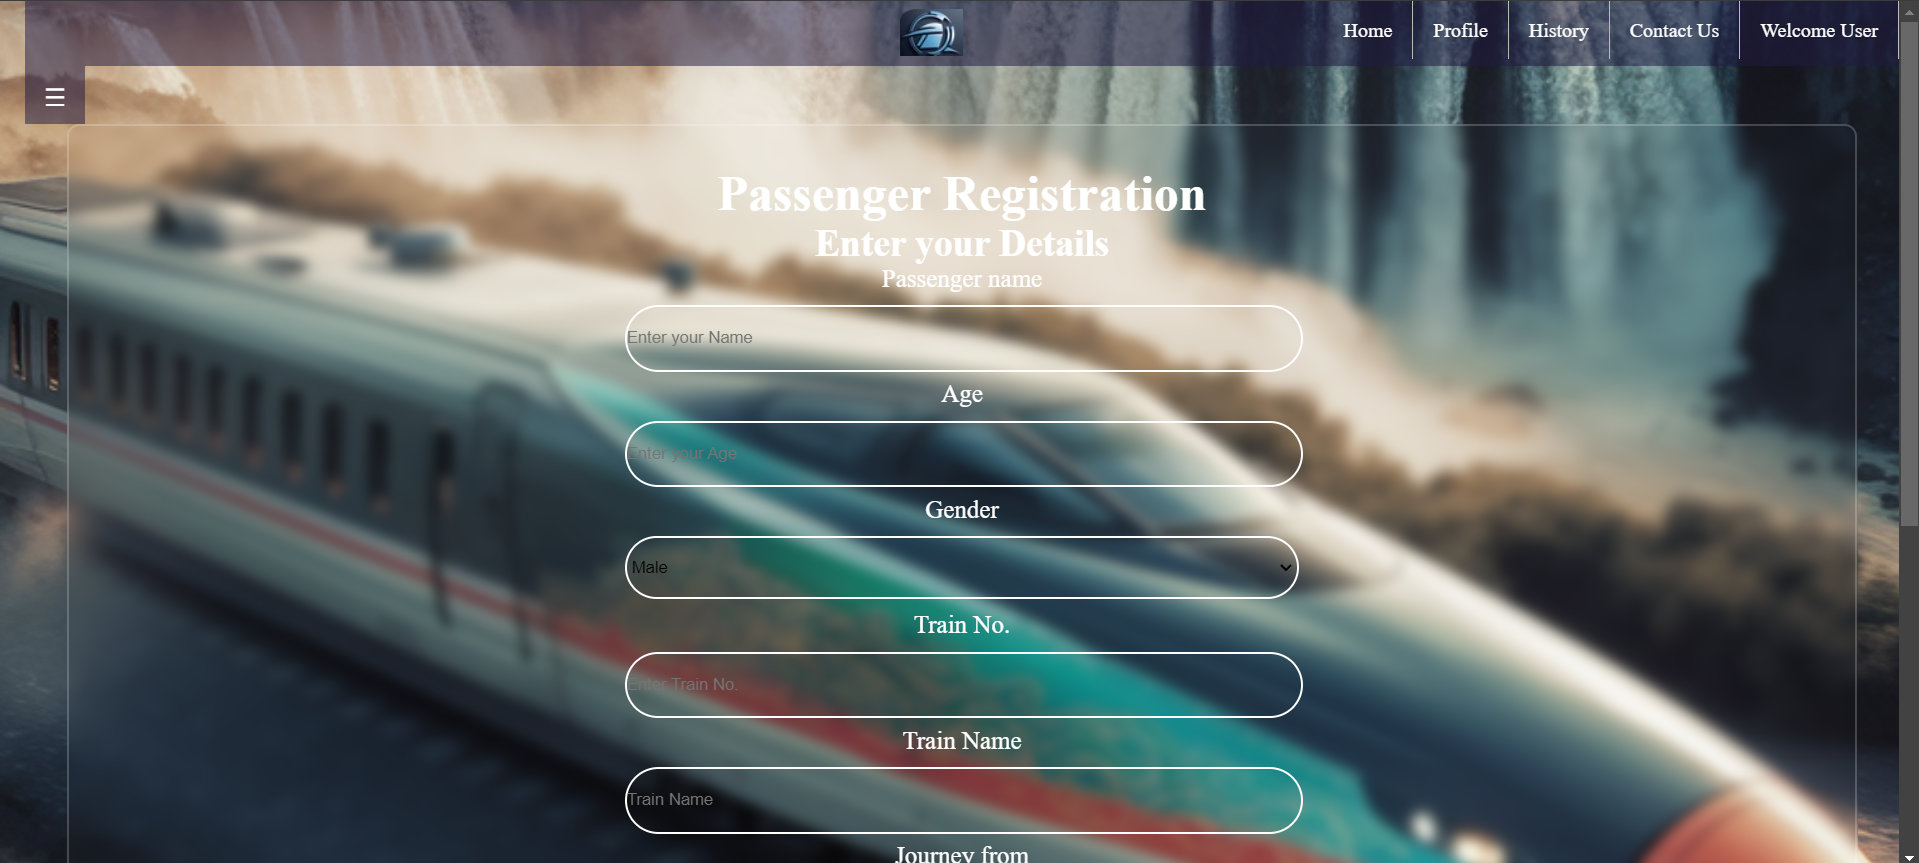 Home Profile History Contact Us Welcome User
☰
Passenger Registration
Enter your Details
Passenger name
Enter your Name
Age
Enter your Age
Gender
Male
Train No.
Enter Train No.
Train Name
Train Name
Journey from